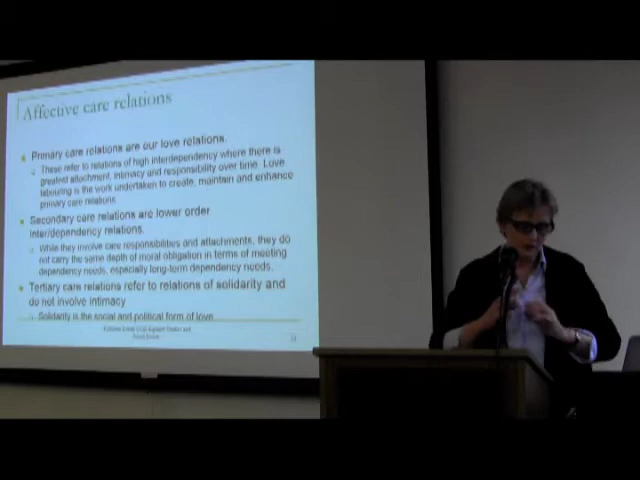 Affective care relations
Primary care relations are our love relations.
These refer to relations of high interdependency where there is
greatest attachment, intimacy and responsibility over time. Love
labouring is the work undertaken to create, maintain and enhance
primary care relations
Secondary care relations are lower order
inter/dependency relations.
While they involve care responsibilities and attachments, they do
not carry the same depth of moral obligation in terms of meeting
dependency needs, especially long-term dependency needs.
Tertiary care relations refer to relations of solidarity and
do not involve intimacy
Solidarity is the social and political form of love